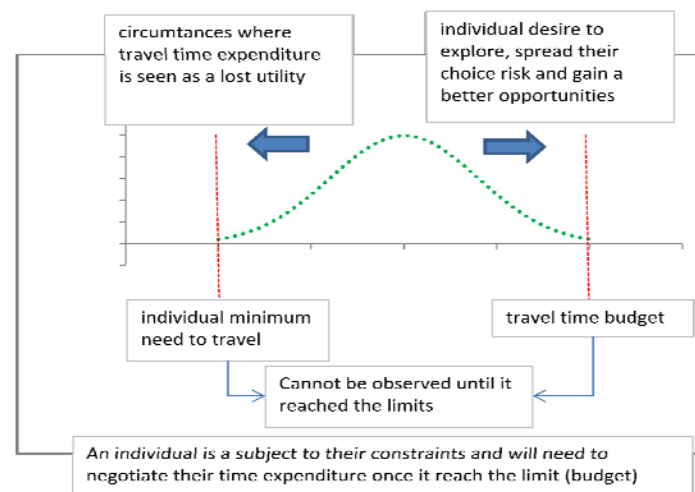 circumtances where
travel time expenditure
is seen as a lost utility
individual desire to
explore, spread their
choice risk and gain a
better opportunities
individual minimum
need to travel
travel time budget
Cannot be observed until it
reached the limits
An individual is a subject to their constraints and will need to
negotiate their time expenditure once it reach the limit (budget)